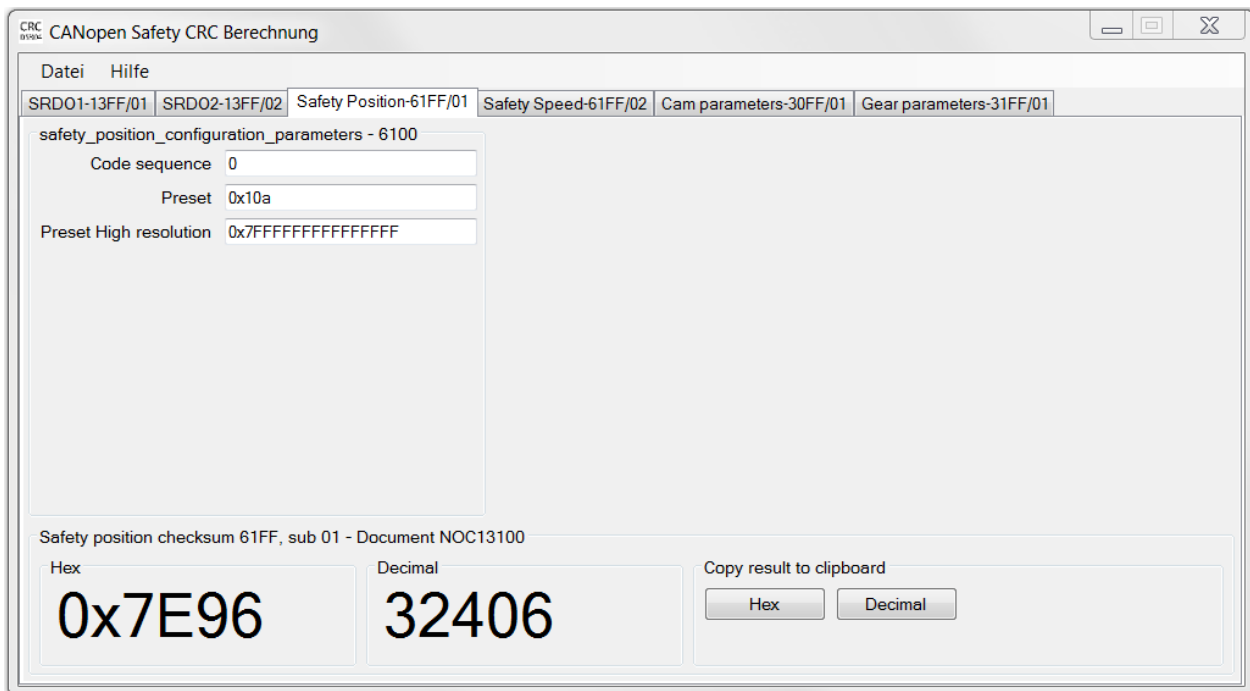 CRC
CANopen Safety CRC Berechnung
Datei Hilfe
SRDO1-13FF/01 SRDO2-13FF/02 Safety Position-61FF/01 Safety Speed-61FF/02 Cam parameters-30FF/01 Gear parameters-31FF/01
safety_position_configuration_parameters - 6100
Code sequence 0
Preset 0x10a
Preset High resolution 0x7FFFFFFFFFFFFFFF
Safety position checksum 61FF, sub 01 - Document NOC13100
Hex Decimal Copy result to clipboard
0x7E96 32406 Hex Decimal